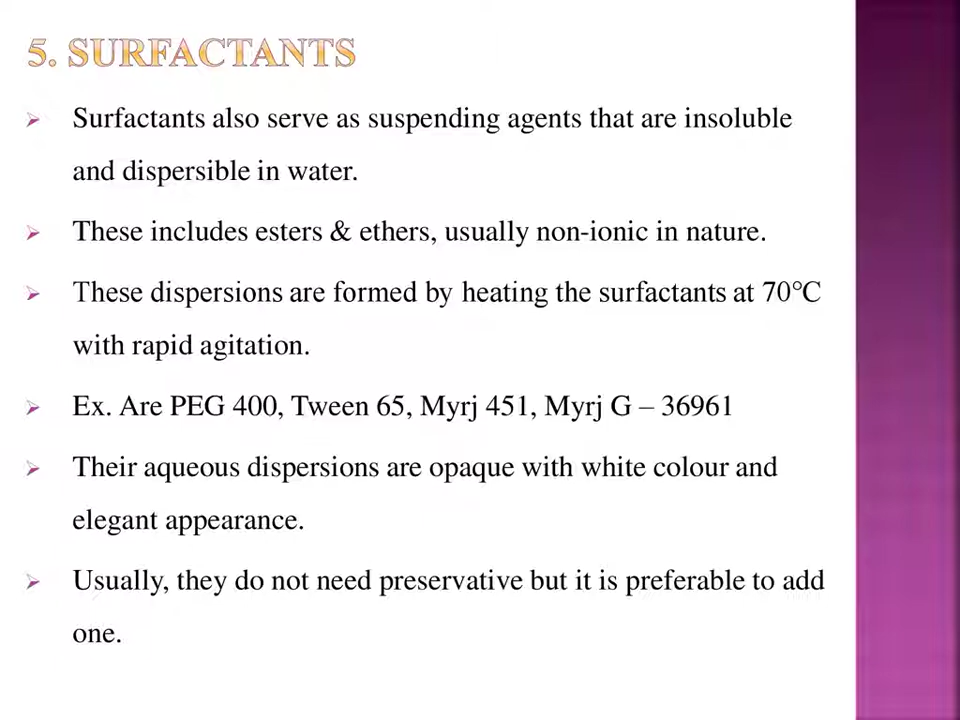 5. SURFACTANTS
Surfactants also serve as suspending agents that are insoluble
and dispersible in water.
These includes esters & ethers, usually non-ionic in nature.
These dispersions are formed by heating the surfactants at 70°C
with rapid agitation.
Ex. Are PEG 400, Tween 65, Myrj 451, Myrj G – 36961
Their aqueous dispersions are opaque with white colour and
elegant appearance.
Usually, they do not need preservative but it is preferable to add
one.